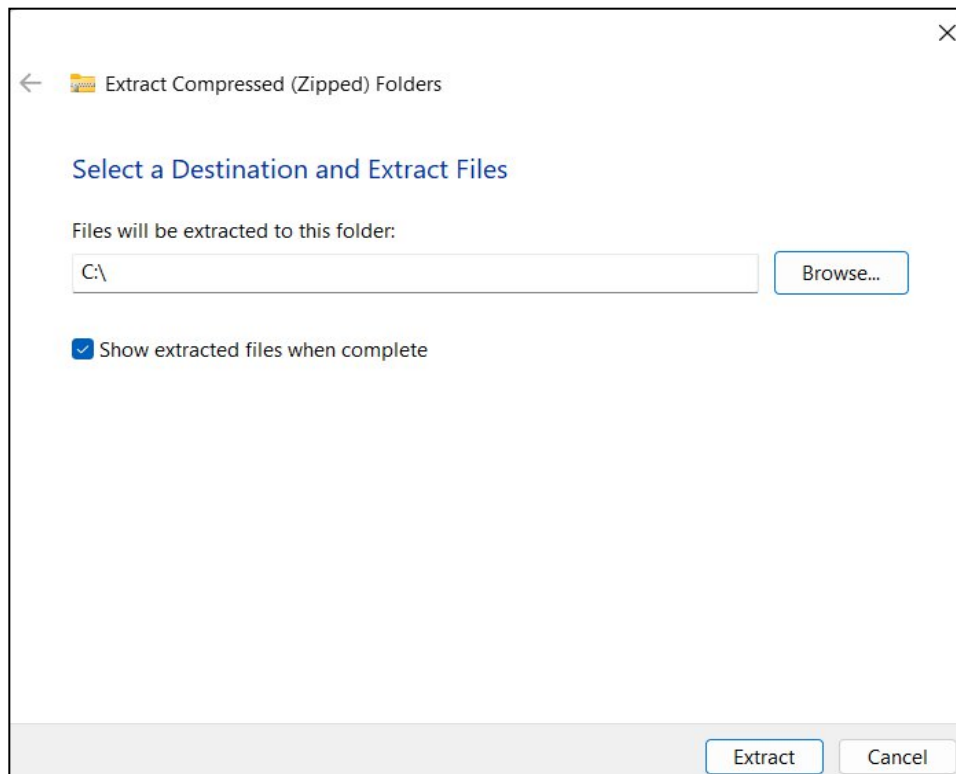 Extract Compressed (Zipped) Folders
Select a Destination and Extract Files
Files will be extracted to this folder:
C:\
Browse...
Show extracted files when complete
Extract
Cancel